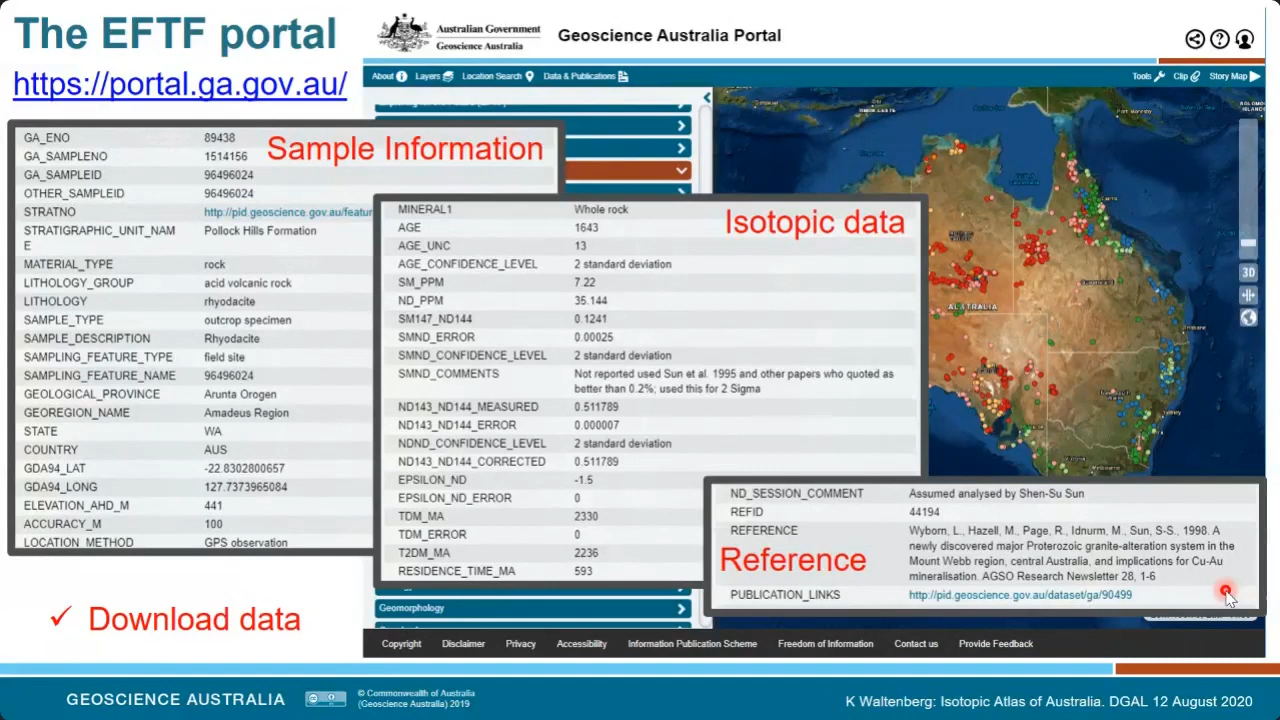 The EFTF portal
https://portal.ga.gov.au/
Australian Government
Geoscience Australia
Geoscience Australia Portal
About Layers Location Search Data & Publications Tools Clip Story Map
Sample Information
GA_ENO 89438
GA_SAMPLENO 1514156
GA_SAMPLEID 96496024
OTHER_SAMPLEID 96496024
STRATNO http://pid.geoscience.gov.au/featur
STRATIGRAPHIC_UNIT_NAM Pollock Hills Formation
E
MATERIAL_TYPE rock
LITHOLOGY_GROUP acid volcanic rock
LITHOLOGY rhyodacite
SAMPLE_TYPE outcrop specimen
SAMPLE_DESCRIPTION Rhyodacite
SAMPLING_FEATURE_TYPE field site
SAMPLING_FEATURE_NAME 96496024
GEOLOGICAL_PROVINCE Arunta Orogen
GEOREGION_NAME Amadeus Region
STATE WA
COUNTRY AUS
GDA94_LAT -22.8302800657
GDA94_LONG 127.7373965084
ELEVATION_AHD_M 441
ACCURACY_M 100
LOCATION_METHOD GPS observation
Isotopic data
MINERAL1 Whole rock
AGE 1643
AGE_UNC 13
AGE_CONFIDENCE_LEVEL 2 standard deviation
SM_PPM 7.22
ND_PPM 35.144
SM147_ND144 0.1241
SMND_ERROR 0.00025
SMND_CONFIDENCE_LEVEL 2 standard deviation
SMND_COMMENTS Not reported used Sun et al. 1995 and other papers who quoted as
better than 0.2%; used this for 2 Sigma
ND143_ND144_MEASURED 0.511789
ND143_ND144_ERROR 0.000007
NDND_CONFIDENCE_LEVEL 2 standard deviation
ND143_ND144_CORRECTED 0.511789
EPSILON_ND -1.5
EPSILON_ND_ERROR 0
TDM_MA 2330
TDM_ERROR 0
T2DM_MA 2236
RESIDENCE_TIME_MA 593
AUSTRALIA
Cairns
Brisbane
Sydney
Melbourne
Port Moresby
3D
Reference
ND_SESSION_COMMENT Assumed analysed by Shen-Su Sun
REFID 44194
REFERENCE Wyborn, L., Hazell, M., Page, R., Idnurm, M., Sun, S-S., 1998. A
newly discovered major Proterozoic granite-alteration system in the
Mount Webb region, central Australia, and implications for Cu-Au
mineralisation. AGSO Research Newsletter 28, 1-6
PUBLICATION_LINKS http://pid.geoscience.gov.au/dataset/ga/90499
Geomorphology
✓ Download data
Copyright Disclaimer Privacy Accessibility Information Publication Scheme Freedom of Information Contact us Provide Feedback
GEOSCIENCE AUSTRALIA
© Commonwealth of Australia
(Geoscience Australia) 2019
K Waltenberg: Isotopic Atlas of Australia. DGAL 12 August 2020